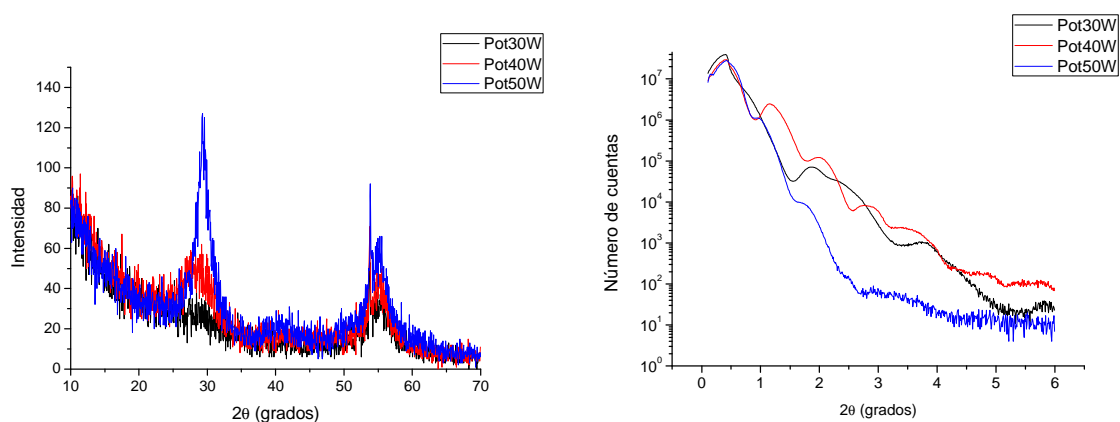 Pot30W
Pot40W
Pot50W
Intensidad
140
120
100
80
60
40
20
0
10 20 30 40 50 60 70
2θ (grados)
Pot30W
Pot40W
Pot50W
Número de cuentas
10⁷
10⁶
10⁵
10⁴
10³
10²
10¹
10⁰
0 1 2 3 4 5 6
2θ (grados)